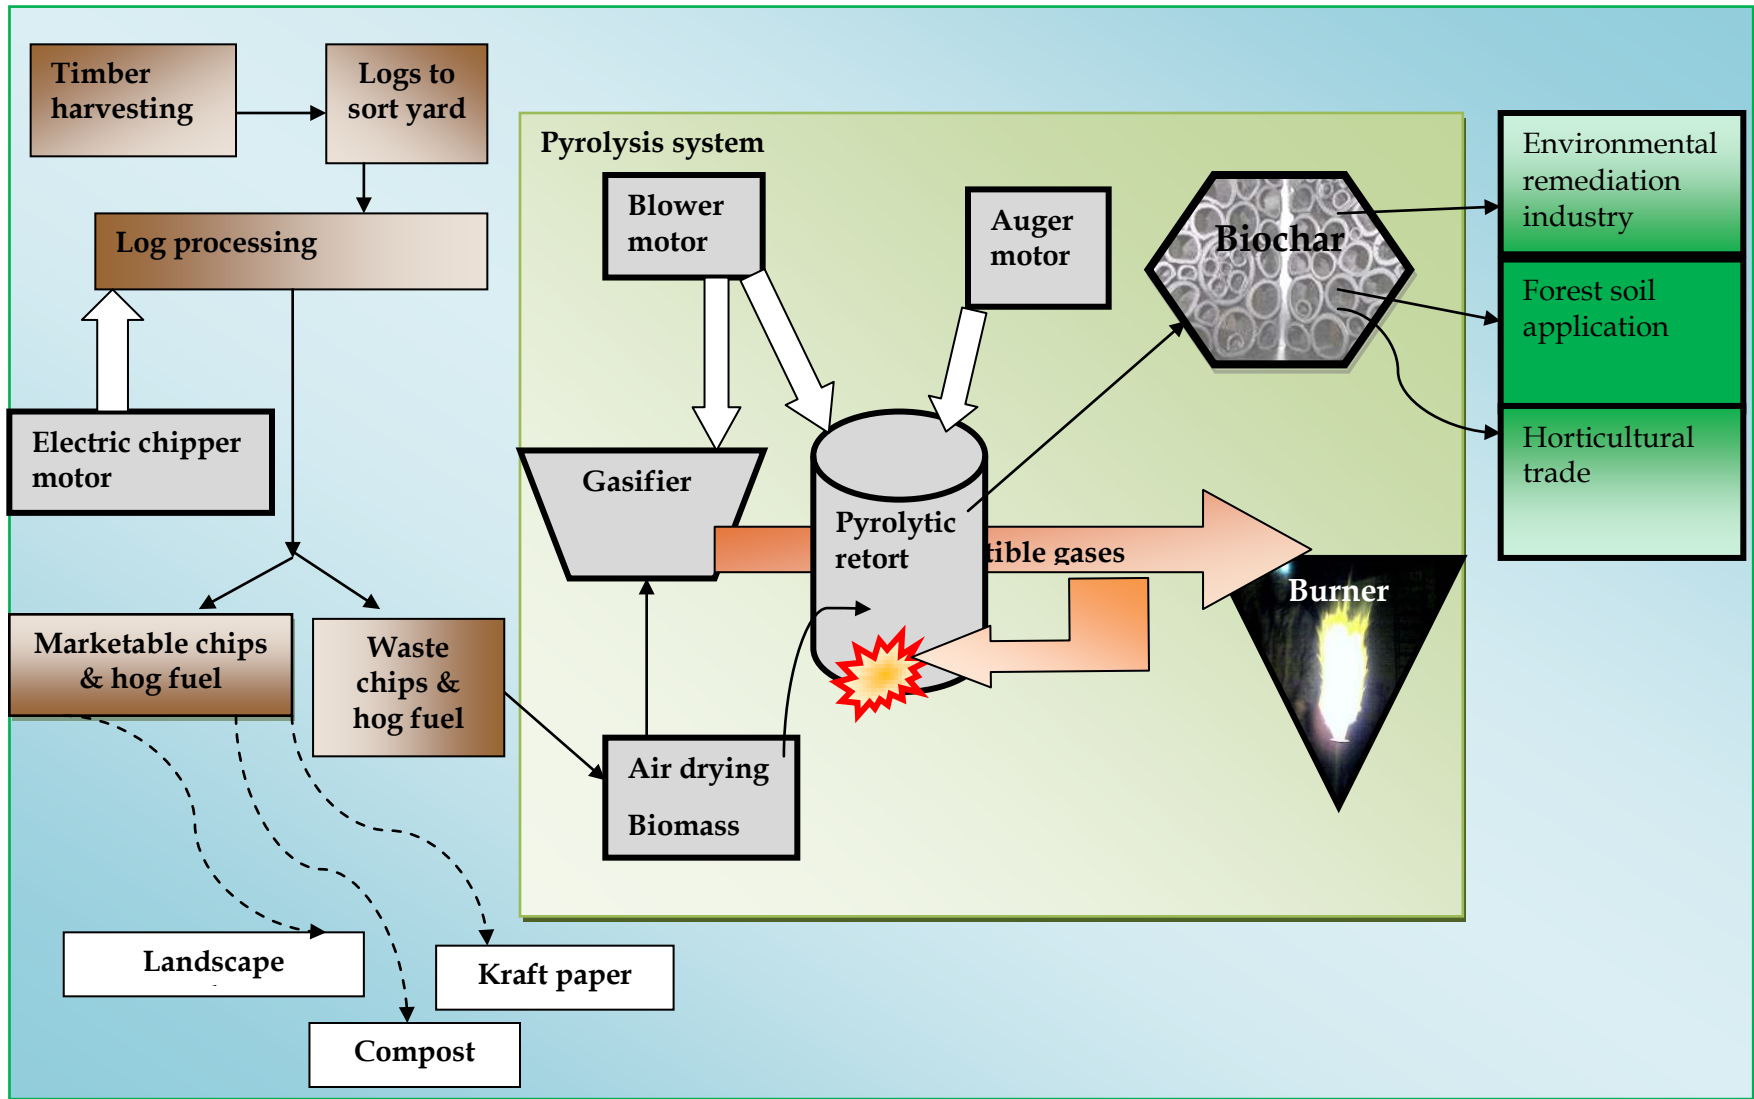 Timber
harvesting
Logs to
sort yard
Log processing
Electric chipper
motor
Marketable chips
& hog fuel
Waste
chips &
hog fuel
Landscape
Compost
Kraft paper
Pyrolysis system
Blower
motor
Auger
motor
Gasifier
Pyrolytic
retort
tible gases
Air drying
Biomass
Biochar
Burner
Environmental
remediation
industry
Forest soil
application
Horticultural
trade